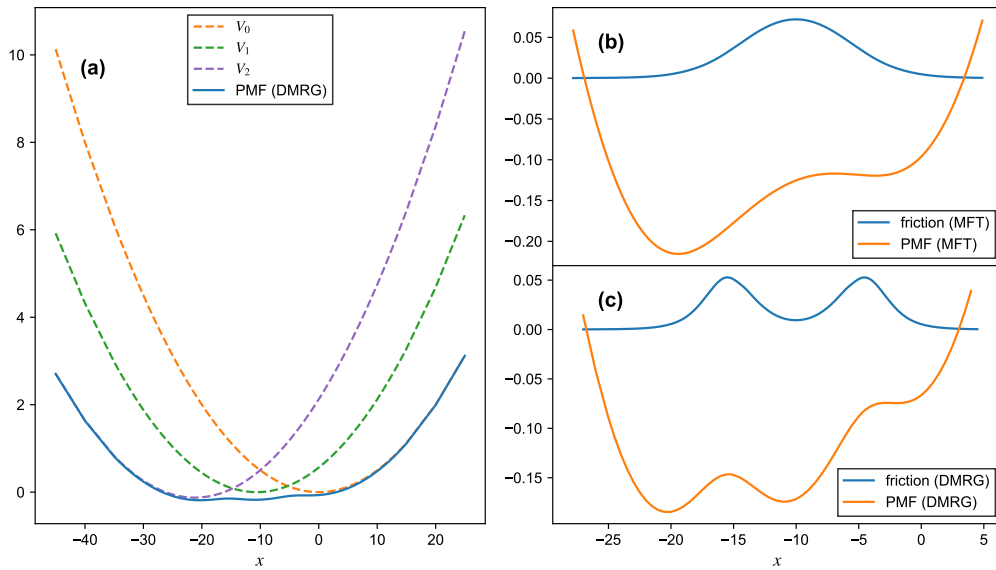 (a)
V₀
V₁
V₂
PMF (DMRG)
10
8
6
4
2
0
−40
−30
−20
−10
0
10
20
x
(b)
0.05
0.00
−0.05
−0.10
−0.15
−0.20
friction (MFT)
PMF (MFT)
(c)
0.05
0.00
−0.05
−0.10
−0.15
friction (DMRG)
PMF (DMRG)
−25
−20
−15
−10
−5
0
5
x